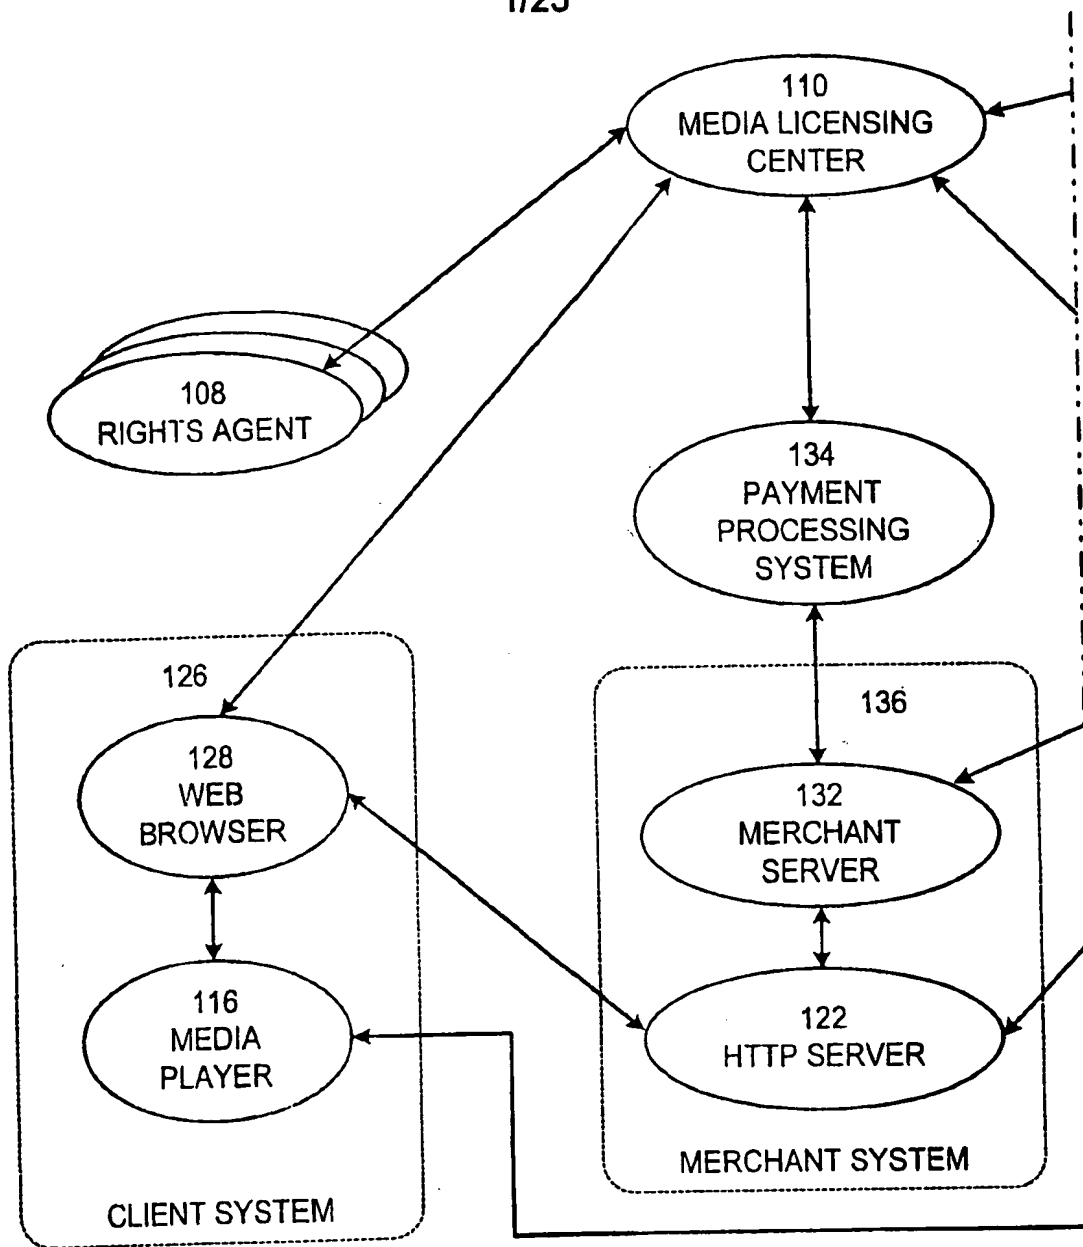 1/25
110
MEDIA LICENSING
CENTER
108
RIGHTS AGENT
134
PAYMENT
PROCESSING
SYSTEM
126
128
WEB
BROWSER
116
MEDIA
PLAYER
CLIENT SYSTEM
136
132
MERCHANT
SERVER
122
HTTP SERVER
MERCHANT SYSTEM